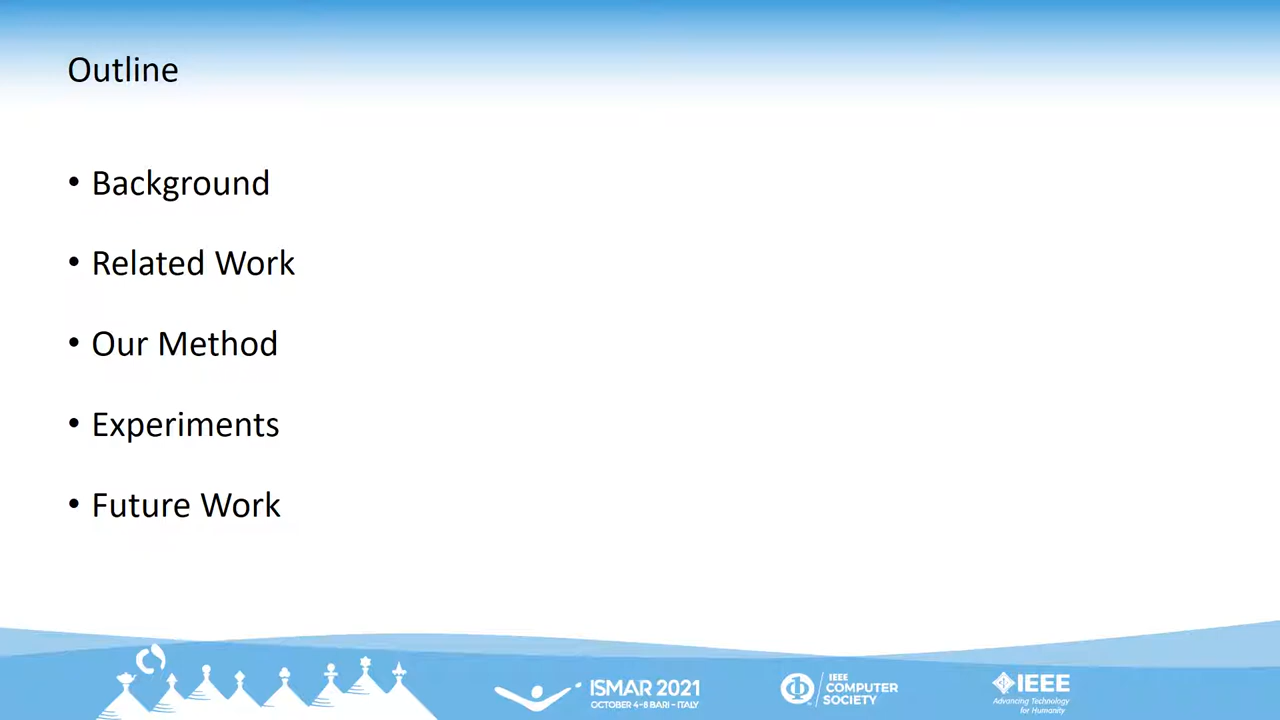 Outline
• Background
• Related Work
• Our Method
• Experiments
• Future Work
ISMAR 2021
OCTOBER 4-8 BARI - ITALY
IEEE
COMPUTER
SOCIETY
IEEE
Advancing Technology
for Humanity